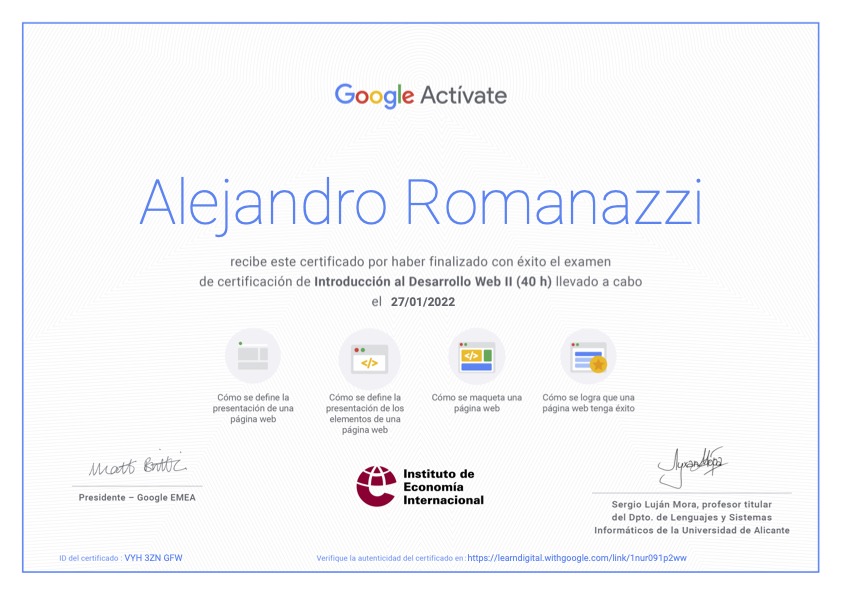 Google Actívate
Alejandro Romanazzi
recibe este certificado por haber finalizado con éxito el examen
de certificación de Introducción al Desarrollo Web II (40 h) llevado a cabo
el 27/01/2022
</>
</>
Cómo se define la
presentación de una
página web
Cómo se define la
presentación de los
elementos de una
página web
Cómo se maqueta una
página web
Cómo se logra que una
página web tenga éxito
Matt Brittin
Presidente – Google EMEA
Instituto de
Economía
Internacional
Sergio Luján Mora, profesor titular
del Dpto. de Lenguajes y Sistemas
Informáticos de la Universidad de Alicante
ID del certificado : VYH 3ZN GFW
Verifique la autenticidad del certificado en : https://learndigital.withgoogle.com/link/1nur091p2ww